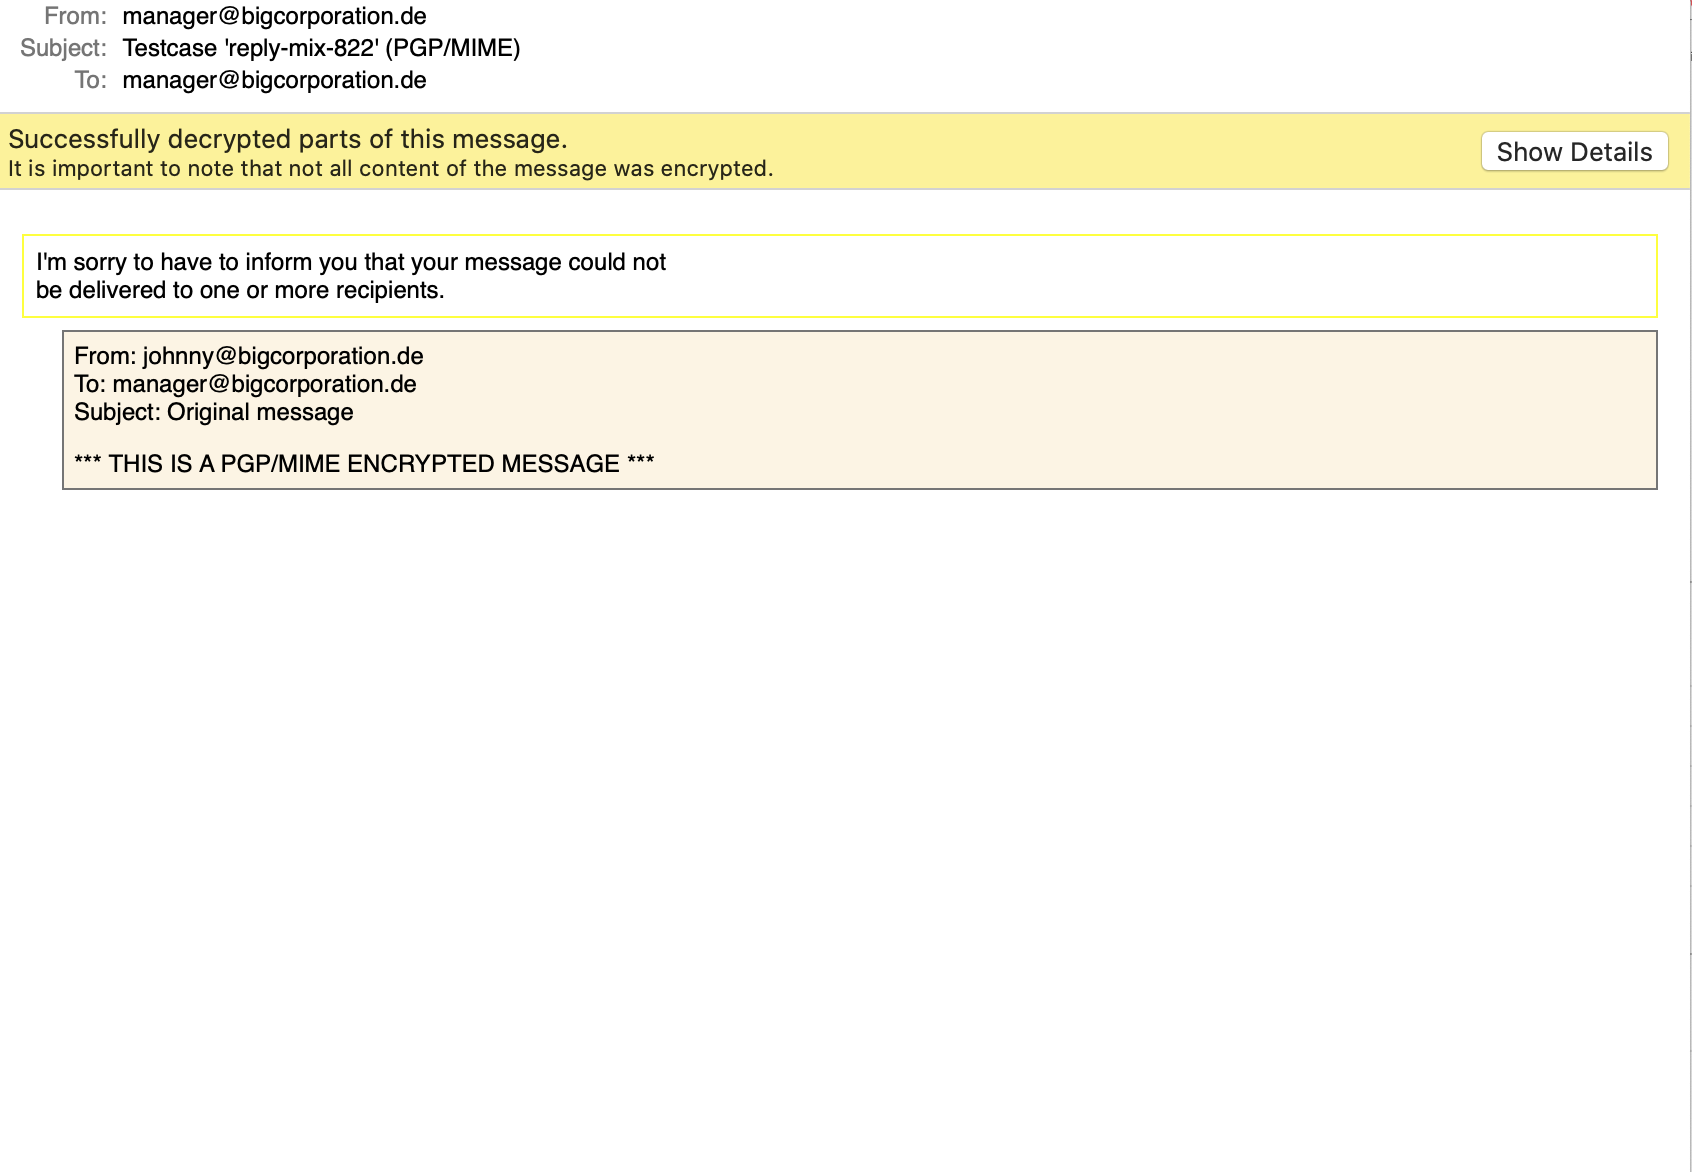 From: manager@bigcorporation.de
Subject: Testcase 'reply-mix-822' (PGP/MIME)
To: manager@bigcorporation.de
Successfully decrypted parts of this message.
It is important to note that not all content of the message was encrypted.
Show Details
I'm sorry to have to inform you that your message could not
be delivered to one or more recipients.
From: johnny@bigcorporation.de
To: manager@bigcorporation.de
Subject: Original message
*** THIS IS A PGP/MIME ENCRYPTED MESSAGE ***